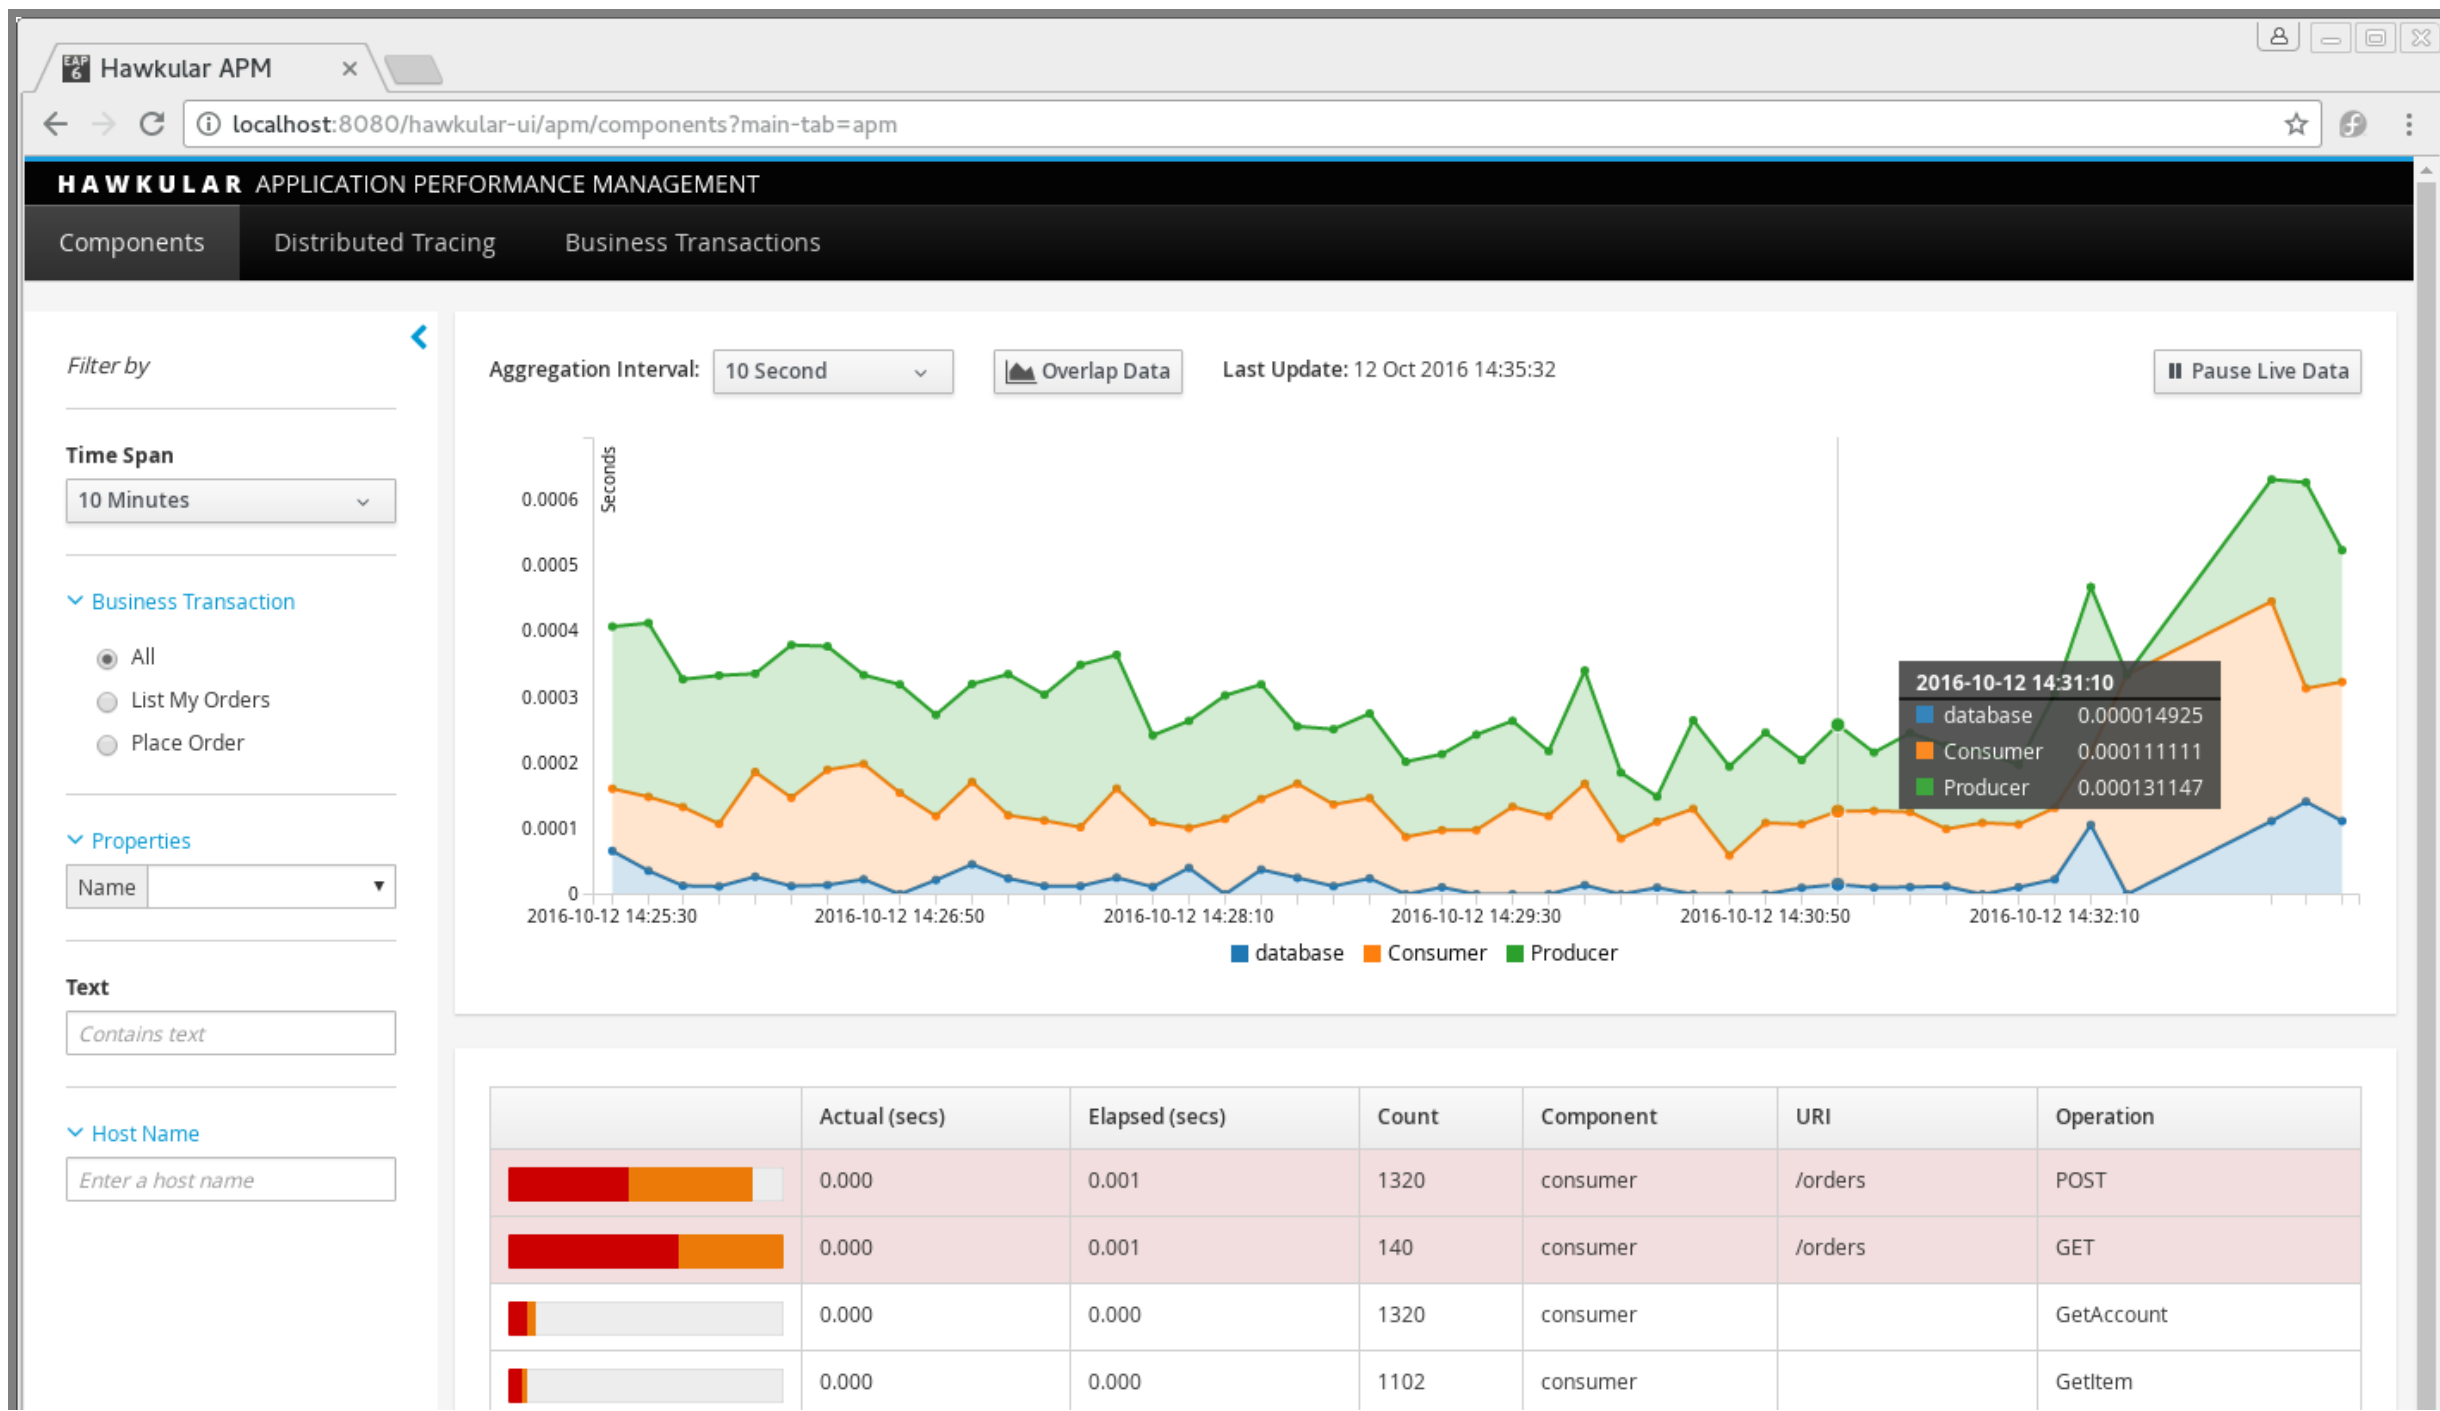 EAP 6 Hawkular APM
localhost:8080/hawkular-ui/apm/components?main-tab=apm
HAWKULAR APPLICATION PERFORMANCE MANAGEMENT
Components Distributed Tracing Business Transactions
Filter by
Time Span
10 Minutes
Business Transaction
All
List My Orders
Place Order
Properties
Name
Text
Contains text
Host Name
Enter a host name
Aggregation Interval: 10 Second Overlap Data Last Update: 12 Oct 2016 14:35:32 Pause Live Data
Seconds
0.0006
0.0005
0.0004
0.0003
0.0002
0.0001
0
2016-10-12 14:31:10
database 0.000014925
Consumer 0.000111111
Producer 0.000131147
2016-10-12 14:25:30 2016-10-12 14:26:50 2016-10-12 14:28:10 2016-10-12 14:29:30 2016-10-12 14:30:50 2016-10-12 14:32:10
database Consumer Producer
Actual (secs) Elapsed (secs) Count Component URI Operation
0.000 0.001 1320 consumer /orders POST
0.000 0.001 140 consumer /orders GET
0.000 0.000 1320 consumer GetAccount
0.000 0.000 1102 consumer GetItem